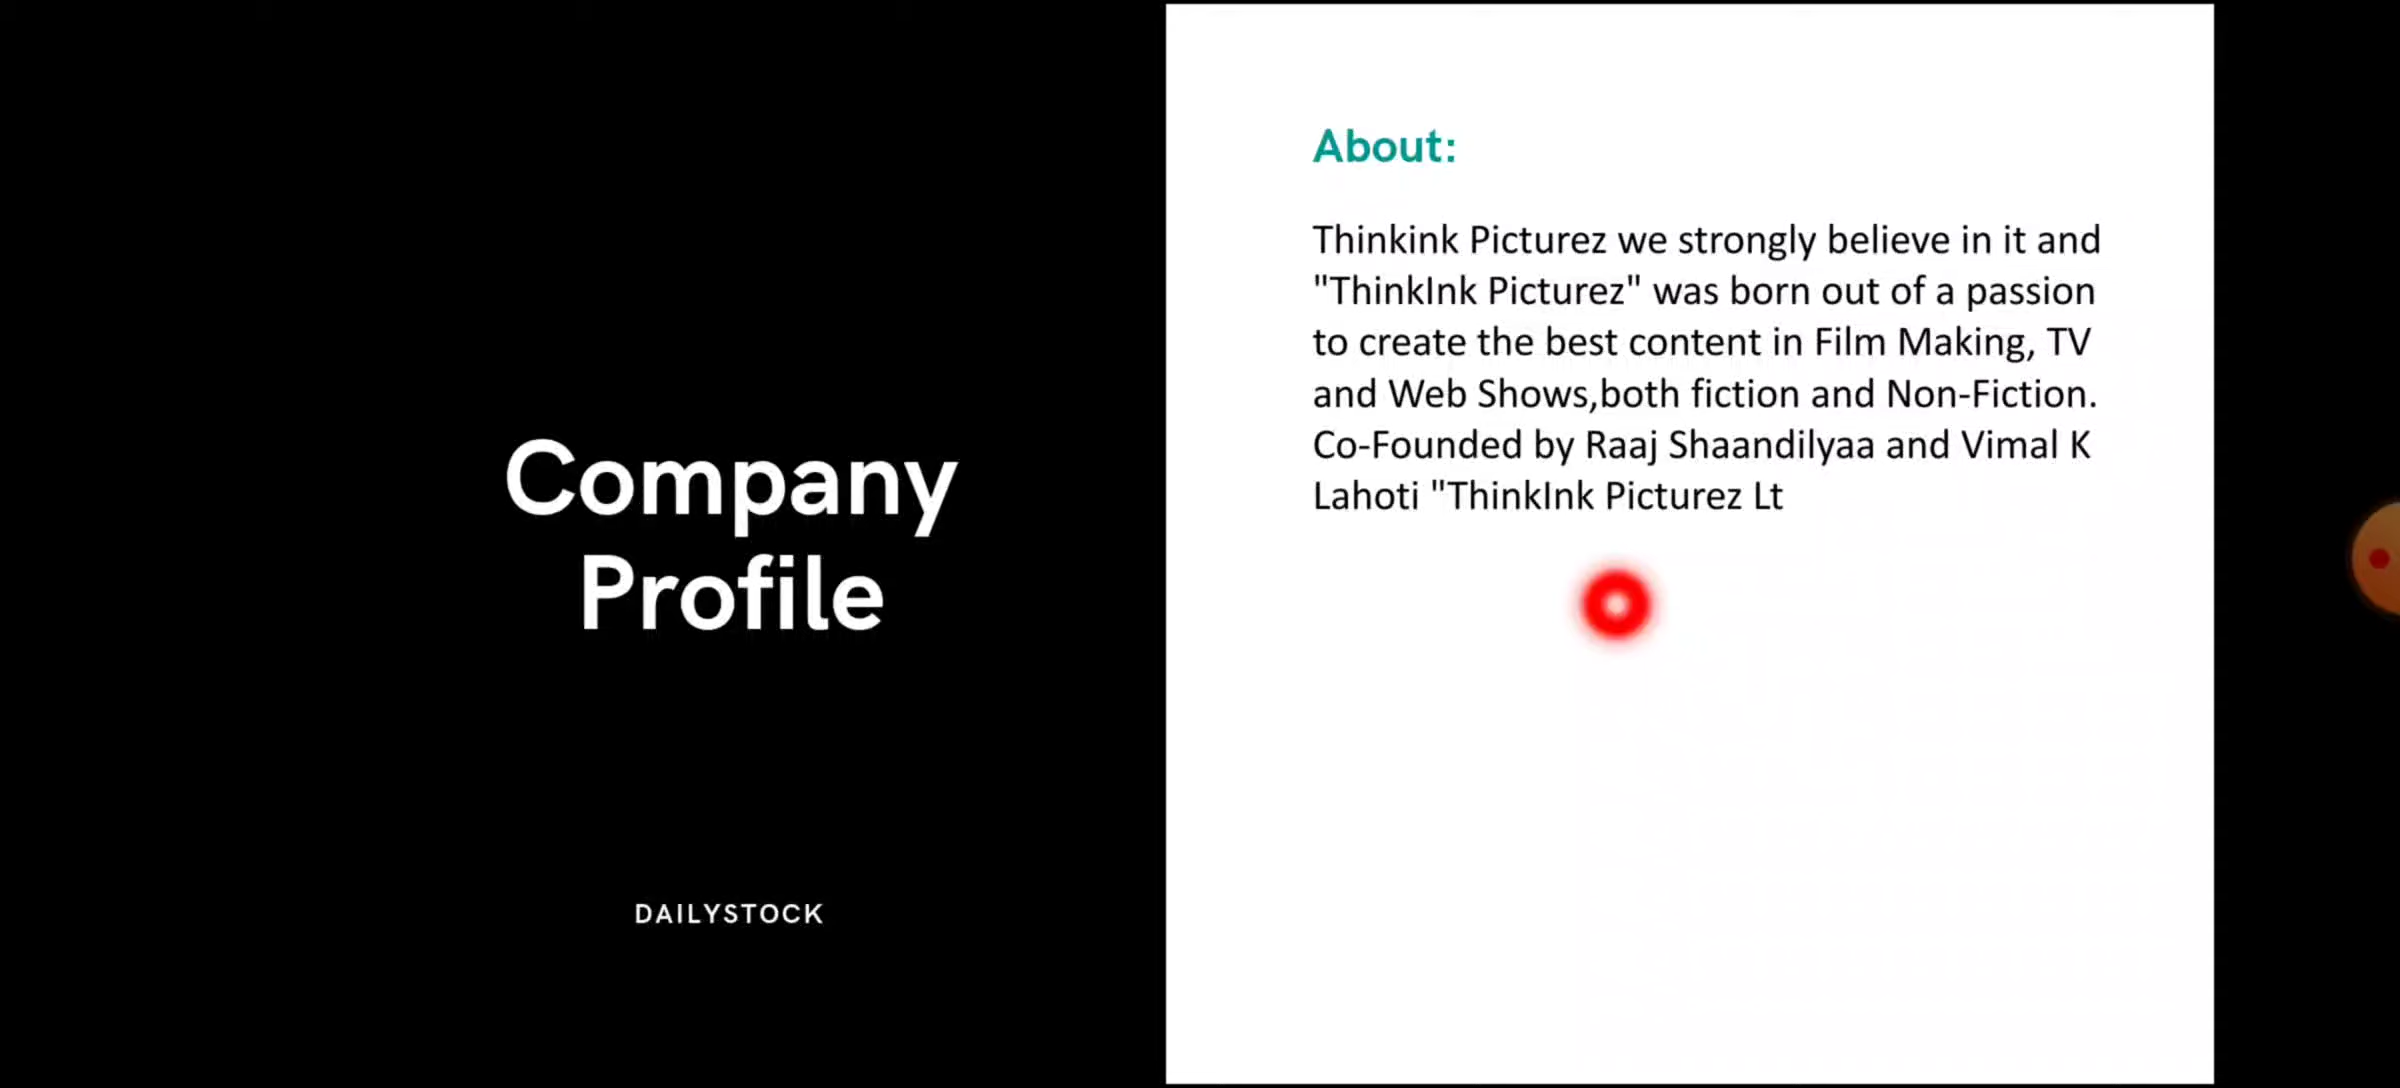 Company
Profile
DAILYSTOCK
About:
Thinkink Picturez we strongly believe in it and
"ThinkInk Picturez" was born out of a passion
to create the best content in Film Making, TV
and Web Shows,both fiction and Non-Fiction.
Co-Founded by Raaj Shaandilyaa and Vimal K
Lahoti "ThinkInk Picturez Lt